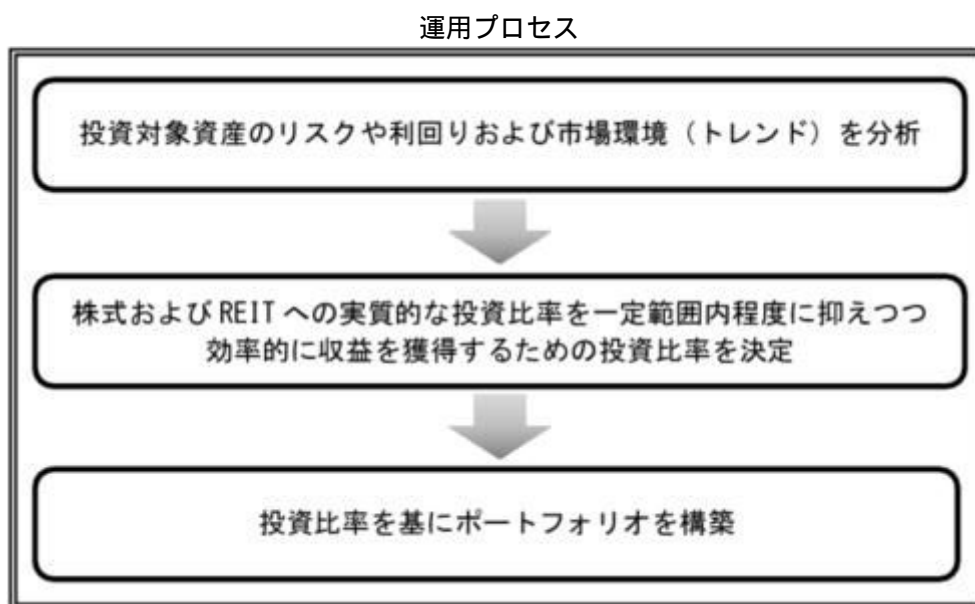 運用プロセス
投資対象資産のリスクや利回りおよび市場環境（トレンド）を分析
株式および REIT への実質的な投資比率を一定範囲内程度に抑えつつ
効率的に収益を獲得するための投資比率を決定
投資比率を基にポートフォリオを構築